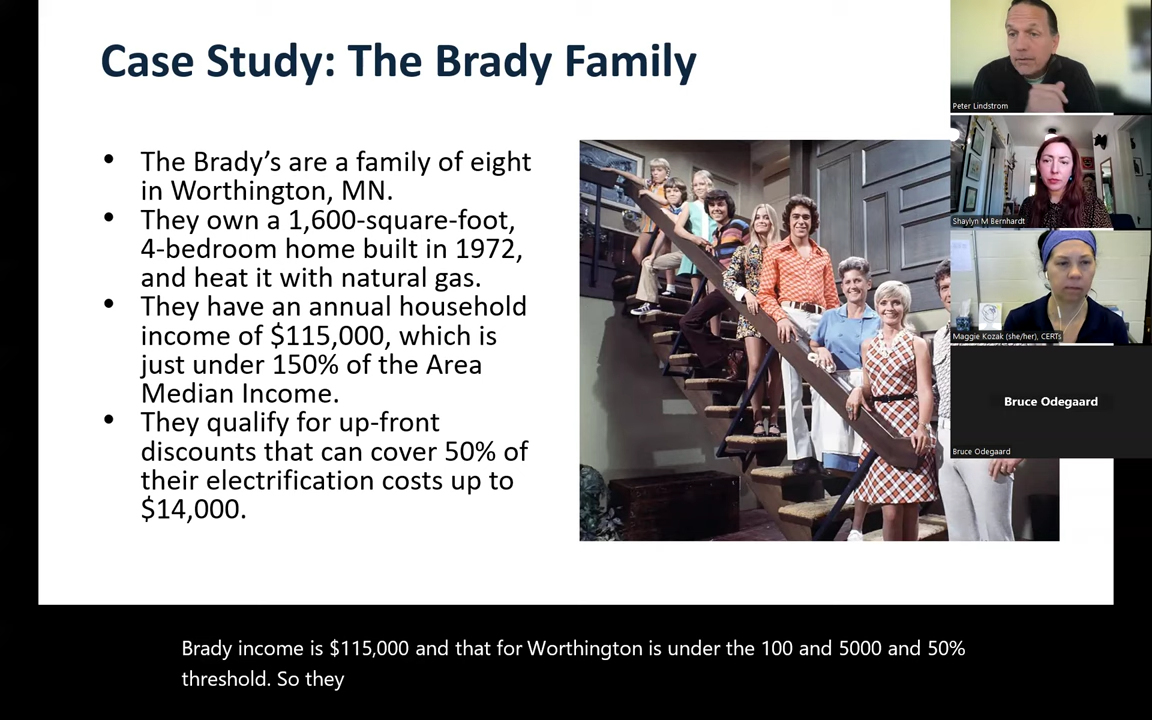 Case Study: The Brady Family
• The Brady’s are a family of eight
in Worthington, MN.
• They own a 1,600-square-foot,
4-bedroom home built in 1972,
and heat it with natural gas.
• They have an annual household
income of $115,000, which is
just under 150% of the Area
Median Income.
• They qualify for up-front
discounts that can cover 50% of
their electrification costs up to
$14,000.
Peter Lindstrom
Shaylyn M Bernhardt
Maggie Kozak (she/her), CERTs
Bruce Odegaard
Bruce Odegaard
Brady income is $115,000 and that for Worthington is under the 100 and 5000 and 50%
threshold. So they